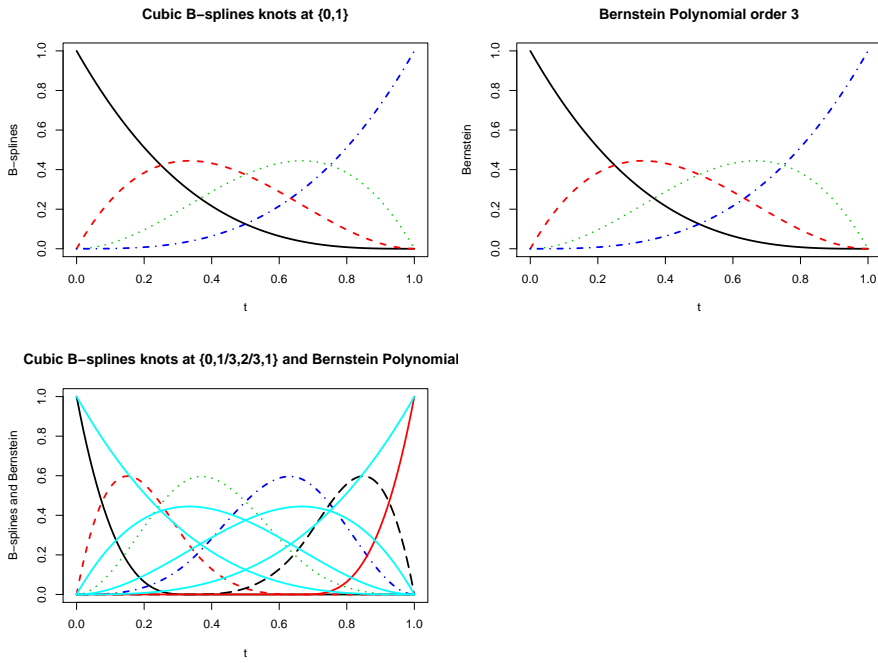 Cubic B−splines knots at {0,1}
B−splines
0.0 0.2 0.4 0.6 0.8 1.0
0.0 0.2 0.4 0.6 0.8 1.0
t
Bernstein Polynomial order 3
Bernstein
0.0 0.2 0.4 0.6 0.8 1.0
0.0 0.2 0.4 0.6 0.8 1.0
t
Cubic B−splines knots at {0,1/3,2/3,1} and Bernstein Polynomial
B−splines and Bernstein
0.0 0.2 0.4 0.6 0.8 1.0
0.0 0.2 0.4 0.6 0.8 1.0
t